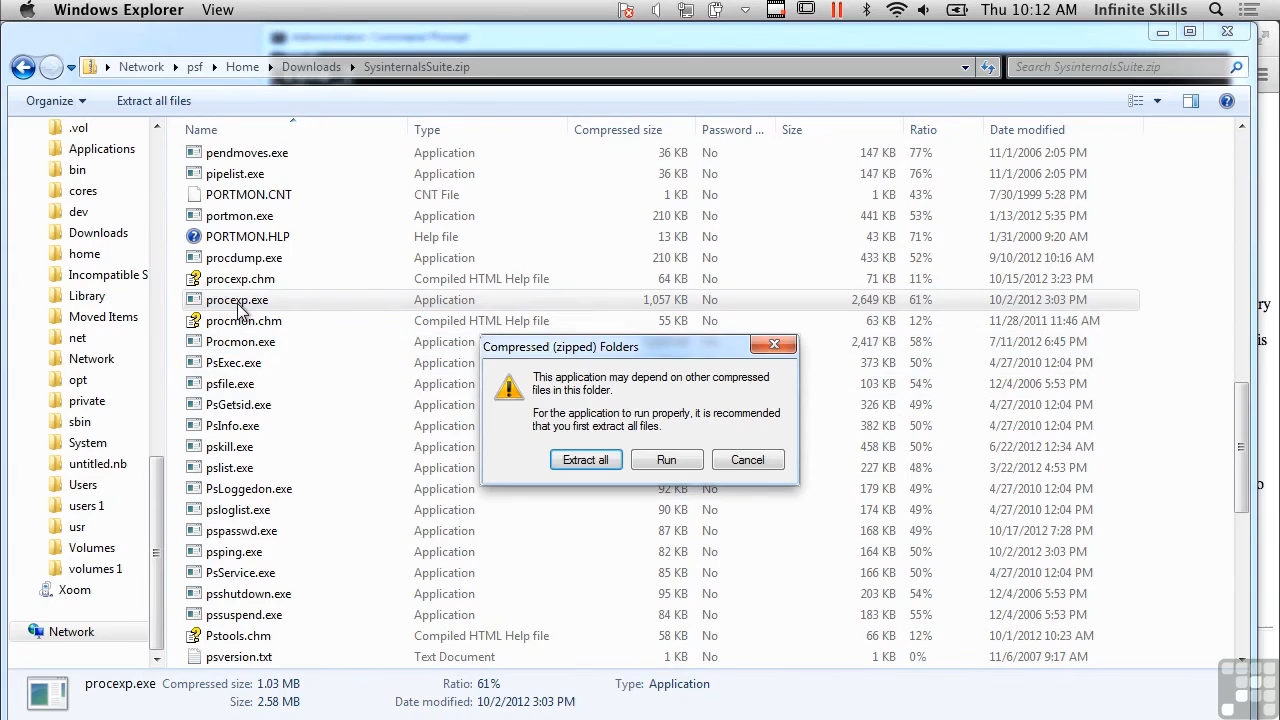 Windows Explorer View Thu 10:12 AM Infinite Skills
Administrator: Command Prompt
Network psf Home Downloads SysinternalsSuite.zip Search SysinternalsSuite.zip
Organize Extract all files
Name Type Compressed size Password ... Size Ratio Date modified
.vol
Applications
bin
cores
dev
Downloads
home
Incompatible S
Library
Moved Items
net
Network
opt
private
sbin
System
untitled.nb
Users
users 1
usr
Volumes
volumes 1
Xoom
Network
pendmoves.exe Application 36 KB No 147 KB 77% 11/1/2006 2:05 PM
pipelist.exe Application 36 KB No 147 KB 76% 11/1/2006 2:05 PM
PORTMON.CNT CNT File 1 KB No 1 KB 43% 7/30/1999 5:25 PM
portmon.exe Application 210 KB No 441 KB 53% 1/13/2012 5:35 PM
PORTMON.HLP Help file 13 KB No 43 KB 71% 1/31/2000 9:20 AM
procdump.exe Application 210 KB No 433 KB 52% 9/10/2012 10:16 AM
procexp.chm Compiled HTML Help file 64 KB No 71 KB 11% 10/15/2012 3:23 PM
procexp.exe Application 1,057 KB No 2,649 KB 61% 10/2/2012 3:03 PM
procmon.chm Compiled HTML Help file 55 KB No 63 KB 12% 11/28/2011 11:46 AM
Procmon.exe Application 2,417 KB 58% 7/11/2012 6:45 PM
PsExec.exe Application 373 KB 50% 4/27/2010 12:04 PM
psfile.exe Application 103 KB 54% 12/4/2006 5:53 PM
PsGetsid.exe Application 326 KB 50% 4/27/2010 12:04 PM
PsInfo.exe Application 382 KB 50% 4/27/2010 12:04 PM
pskill.exe Application 458 KB 50% 6/22/2012 12:34 AM
pslist.exe Application 227 KB 48% 3/22/2012 4:53 PM
PsLoggedon.exe Application 92 KB No 179 KB 49% 4/27/2010 12:04 PM
psloglist.exe Application 90 KB No 174 KB 49% 4/27/2010 12:04 PM
pspasswd.exe Application 87 KB No 168 KB 49% 10/17/2012 7:28 PM
psping.exe Application 82 KB No 164 KB 50% 10/2/2012 3:03 PM
PsService.exe Application 85 KB No 166 KB 50% 4/27/2010 12:04 PM
psshutdown.exe Application 95 KB No 203 KB 54% 12/4/2006 5:53 PM
pssuspend.exe Application 84 KB No 183 KB 55% 12/4/2006 5:53 PM
Pstools.chm Compiled HTML Help file 58 KB No 66 KB 12% 10/1/2012 10:23 AM
psversion.txt Text Document 1 KB No 1 KB 0% 11/6/2007 9:17 AM
Compressed (zipped) Folders
This application may depend on other compressed
files in this folder.
For the application to run properly, it is recommended
that you first extract all files.
Extract all Run Cancel
ry
is
o
procexp.exe Compressed size: 1.03 MB Ratio: 61% Type: Application
Size: 2.58 MB Date modified: 10/2/2012 3:03 PM